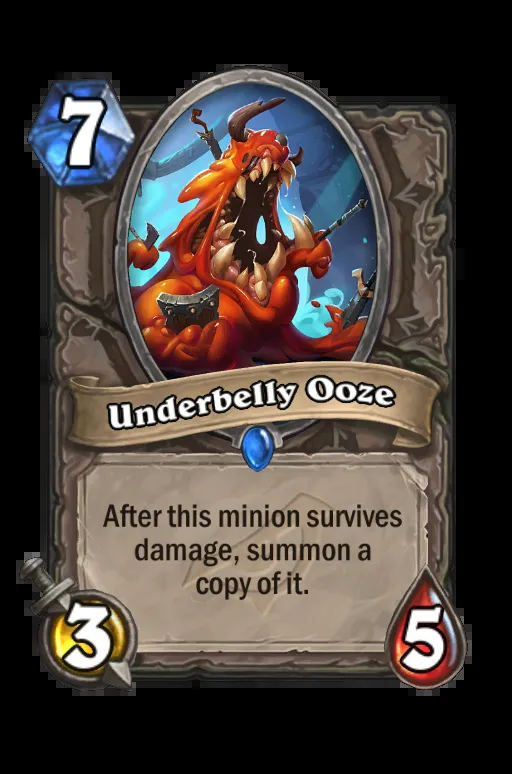 7
Underbelly Ooze
After this minion survives
damage, summon a
copy of it.
3
5